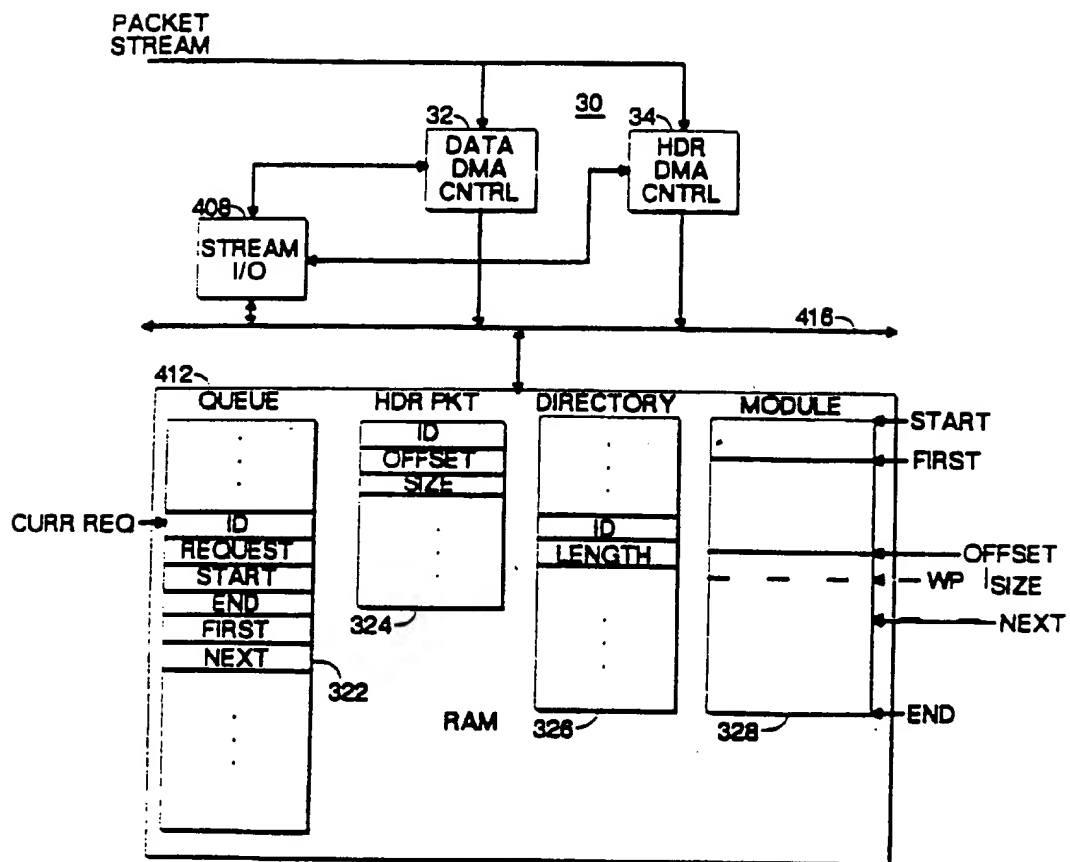 PACKET
STREAM
30
32
DATA
DMA
CNTRL
34
HDR
DMA
CNTRL
408
STREAM
I/O
416
412
QUEUE
HDR PKT
DIRECTORY
MODULE
CURR REQ
ID
REQUEST
START
END
FIRST
NEXT
322
ID
OFFSET
SIZE
324
ID
LENGTH
326
START
FIRST
OFFSET
WP
SIZE
NEXT
END
328
RAM